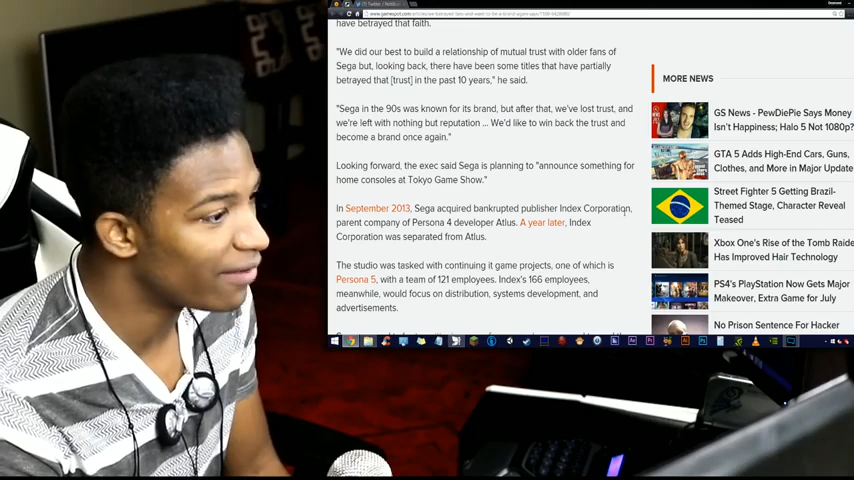 Twitter / Notificat
www.gamespot.com/articles/
have betrayed that faith.
"We did our best to build a relationship of mutual trust with older fans of
Sega but, looking back, there have been some titles that have partially
betrayed that [trust] in the past 10 years," he said.
"Sega in the 90s was known for its brand, but after that, we've lost trust, and
we're left with nothing but reputation ... We'd like to win back the trust and
become a brand once again."
Looking forward, the exec said Sega is planning to "announce something for
home consoles at Tokyo Game Show."
In September 2013, Sega acquired bankrupted publisher Index Corporation,
parent company of Persona 4 developer Atlus. A year later, Index
Corporation was separated from Atlus.
The studio was tasked with continuing it game projects, one of which is
Persona 5, with a team of 121 employees. Index's 166 employees,
meanwhile, would focus on distribution, systems development, and
advertisements.
MORE NEWS
GS News - PewDiePie Says Money
Isn't Happiness; Halo 5 Not 1080p?
GTA 5 Adds High-End Cars, Guns,
Clothes, and More in Major Update
Street Fighter 5 Getting Brazil-
Themed Stage, Character Reveal
Teased
Xbox One's Rise of the Tomb Raide
Has Improved Hair Technology
PS4's PlayStation Now Gets Major
Makeover, Extra Game for July
No Prison Sentence For Hacker